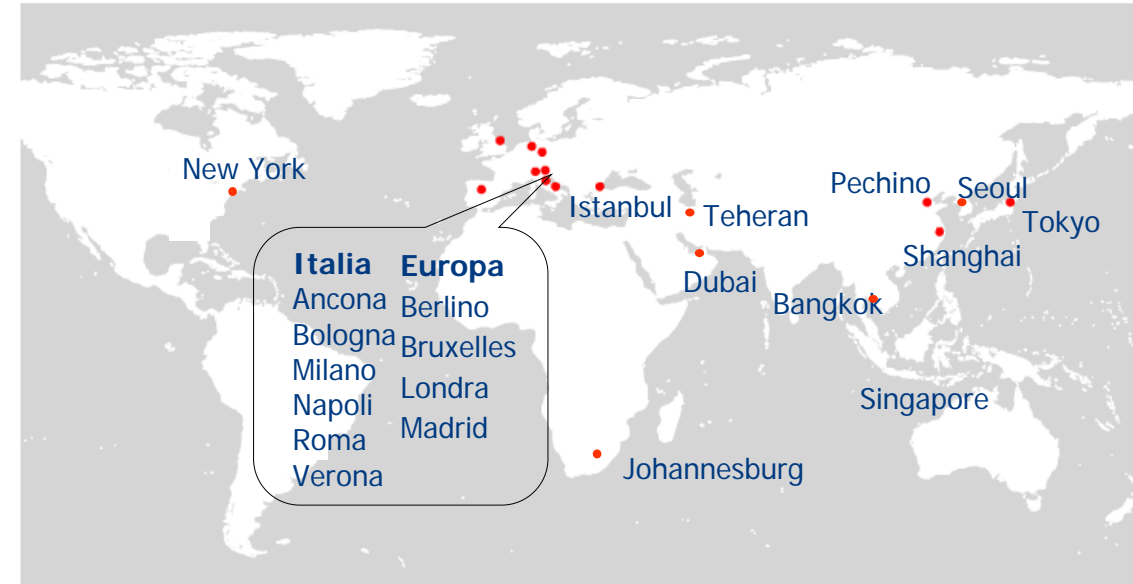 New York
Pechino
Seoul
Istanbul
Teheran
Tokyo
Shanghai
Dubai
Bangkok
Singapore
Johannesburg
Italia
Ancona
Bologna
Milano
Napoli
Roma
Verona
Europa
Berlino
Bruxelles
Londra
Madrid